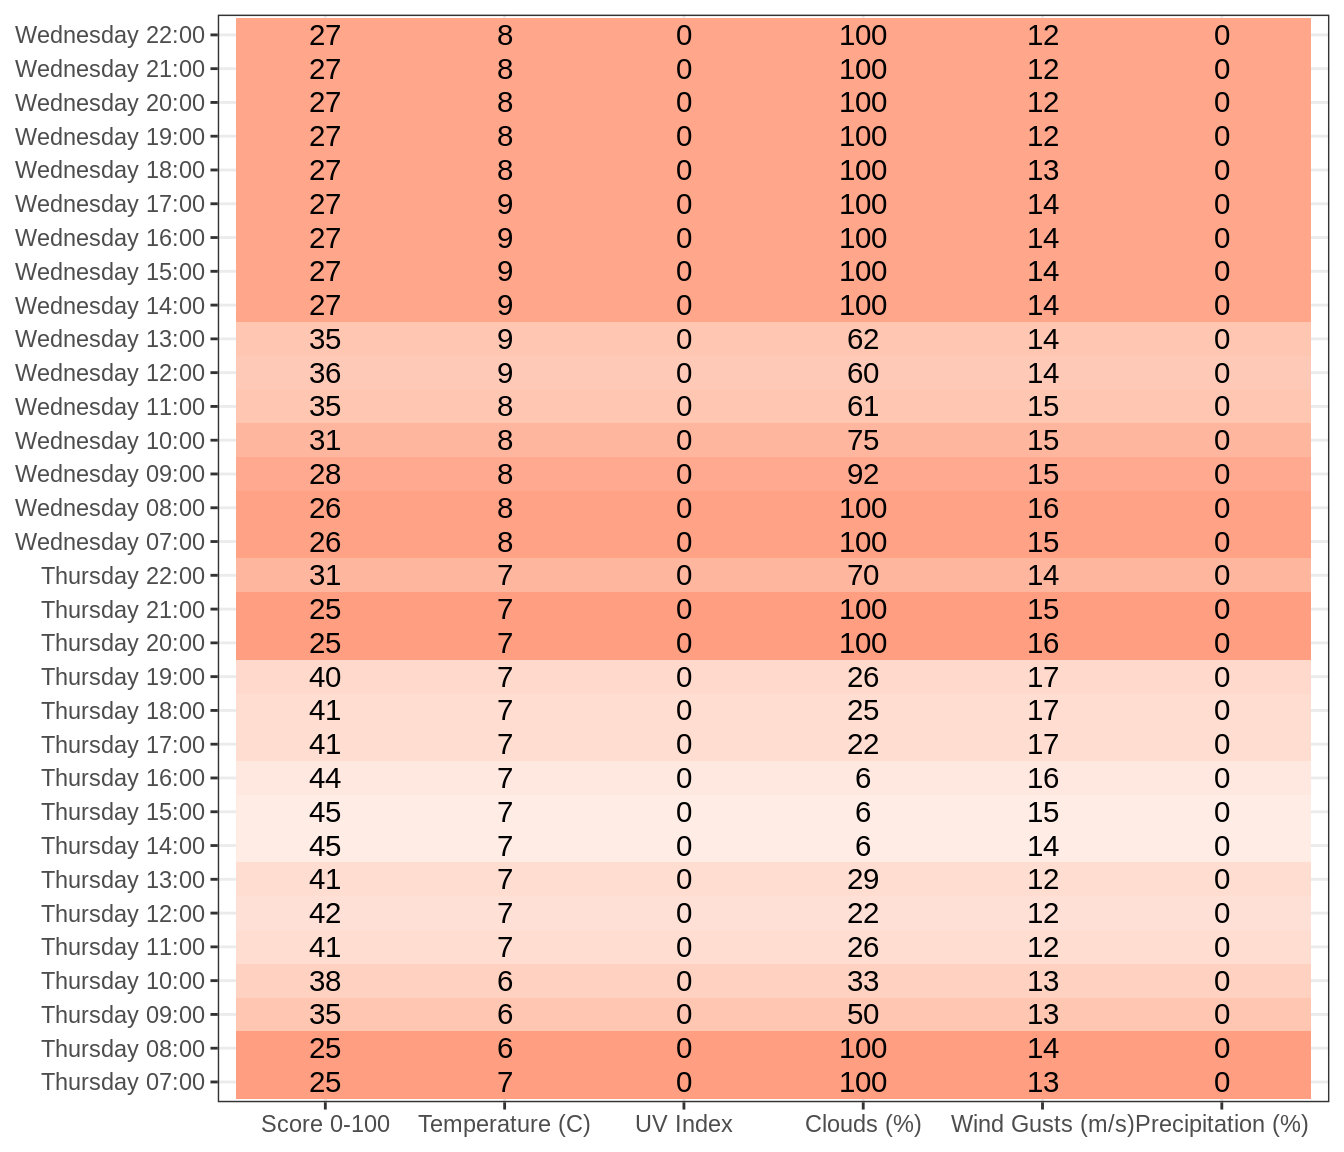 Wednesday 22:00 27 8 0 100 12 0
Wednesday 21:00 27 8 0 100 12 0
Wednesday 20:00 27 8 0 100 12 0
Wednesday 19:00 27 8 0 100 12 0
Wednesday 18:00 27 8 0 100 13 0
Wednesday 17:00 27 9 0 100 14 0
Wednesday 16:00 27 9 0 100 14 0
Wednesday 15:00 27 9 0 100 14 0
Wednesday 14:00 27 9 0 100 14 0
Wednesday 13:00 35 9 0 62 14 0
Wednesday 12:00 36 9 0 60 14 0
Wednesday 11:00 35 8 0 61 15 0
Wednesday 10:00 31 8 0 75 15 0
Wednesday 09:00 28 8 0 92 15 0
Wednesday 08:00 26 8 0 100 16 0
Wednesday 07:00 26 8 0 100 15 0
Thursday 22:00 31 7 0 70 14 0
Thursday 21:00 25 7 0 100 15 0
Thursday 20:00 25 7 0 100 16 0
Thursday 19:00 40 7 0 26 17 0
Thursday 18:00 41 7 0 25 17 0
Thursday 17:00 41 7 0 22 17 0
Thursday 16:00 44 7 0 6 16 0
Thursday 15:00 45 7 0 6 15 0
Thursday 14:00 45 7 0 6 14 0
Thursday 13:00 41 7 0 29 12 0
Thursday 12:00 42 7 0 22 12 0
Thursday 11:00 41 7 0 26 12 0
Thursday 10:00 38 6 0 33 13 0
Thursday 09:00 35 6 0 50 13 0
Thursday 08:00 25 6 0 100 14 0
Thursday 07:00 25 7 0 100 13 0
Score 0-100 Temperature (C) UV Index Clouds (%) Wind Gusts (m/s) Precipitation (%)